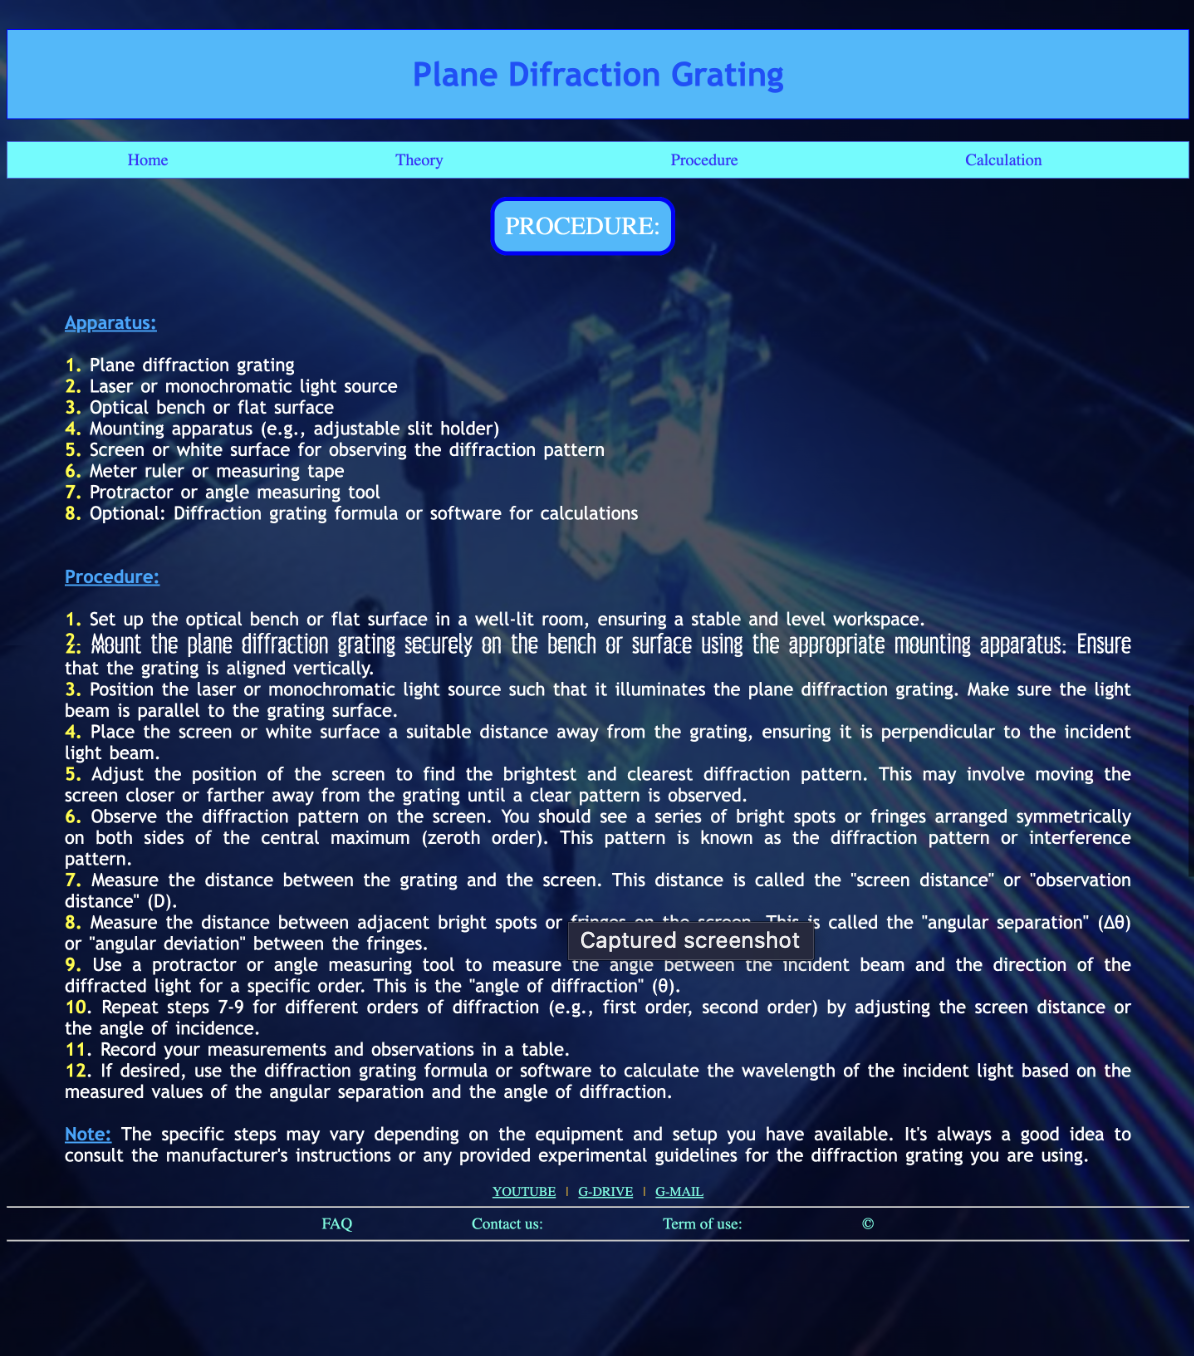 Plane Difraction Grating
Home Theory Procedure Calculation
PROCEDURE:
Apparatus:
1. Plane diffraction grating
2. Laser or monochromatic light source
3. Optical bench or flat surface
4. Mounting apparatus (e.g., adjustable slit holder)
5. Screen or white surface for observing the diffraction pattern
6. Meter ruler or measuring tape
7. Protractor or angle measuring tool
8. Optional: Diffraction grating formula or software for calculations
Procedure:
1. Set up the optical bench or flat surface in a well-lit room, ensuring a stable and level workspace.
2. Mount the plane diffraction grating securely on the bench or surface using the appropriate mounting apparatus. Ensure
that the grating is aligned vertically.
3. Position the laser or monochromatic light source such that it illuminates the plane diffraction grating. Make sure the light
beam is parallel to the grating surface.
4. Place the screen or white surface a suitable distance away from the grating, ensuring it is perpendicular to the incident
light beam.
5. Adjust the position of the screen to find the brightest and clearest diffraction pattern. This may involve moving the
screen closer or farther away from the grating until a clear pattern is observed.
6. Observe the diffraction pattern on the screen. You should see a series of bright spots or fringes arranged symmetrically
on both sides of the central maximum (zeroth order). This pattern is known as the diffraction pattern or interference
pattern.
7. Measure the distance between the grating and the screen. This distance is called the "screen distance" or "observation
distance" (D).
8. Measure the distance between adjacent bright spots or fringes on the screen. This is called the "angular separation" (Δθ)
or "angular deviation" between the fringes.
Captured screenshot
9. Use a protractor or angle measuring tool to measure the angle between the incident beam and the direction of the
diffracted light for a specific order. This is the "angle of diffraction" (θ).
10. Repeat steps 7-9 for different orders of diffraction (e.g., first order, second order) by adjusting the screen distance or
the angle of incidence.
11. Record your measurements and observations in a table.
12. If desired, use the diffraction grating formula or software to calculate the wavelength of the incident light based on the
measured values of the angular separation and the angle of diffraction.
Note: The specific steps may vary depending on the equipment and setup you have available. It's always a good idea to
consult the manufacturer's instructions or any provided experimental guidelines for the diffraction grating you are using.
YOUTUBE | G-DRIVE | G-MAIL
FAQ Contact us: Term of use: ©